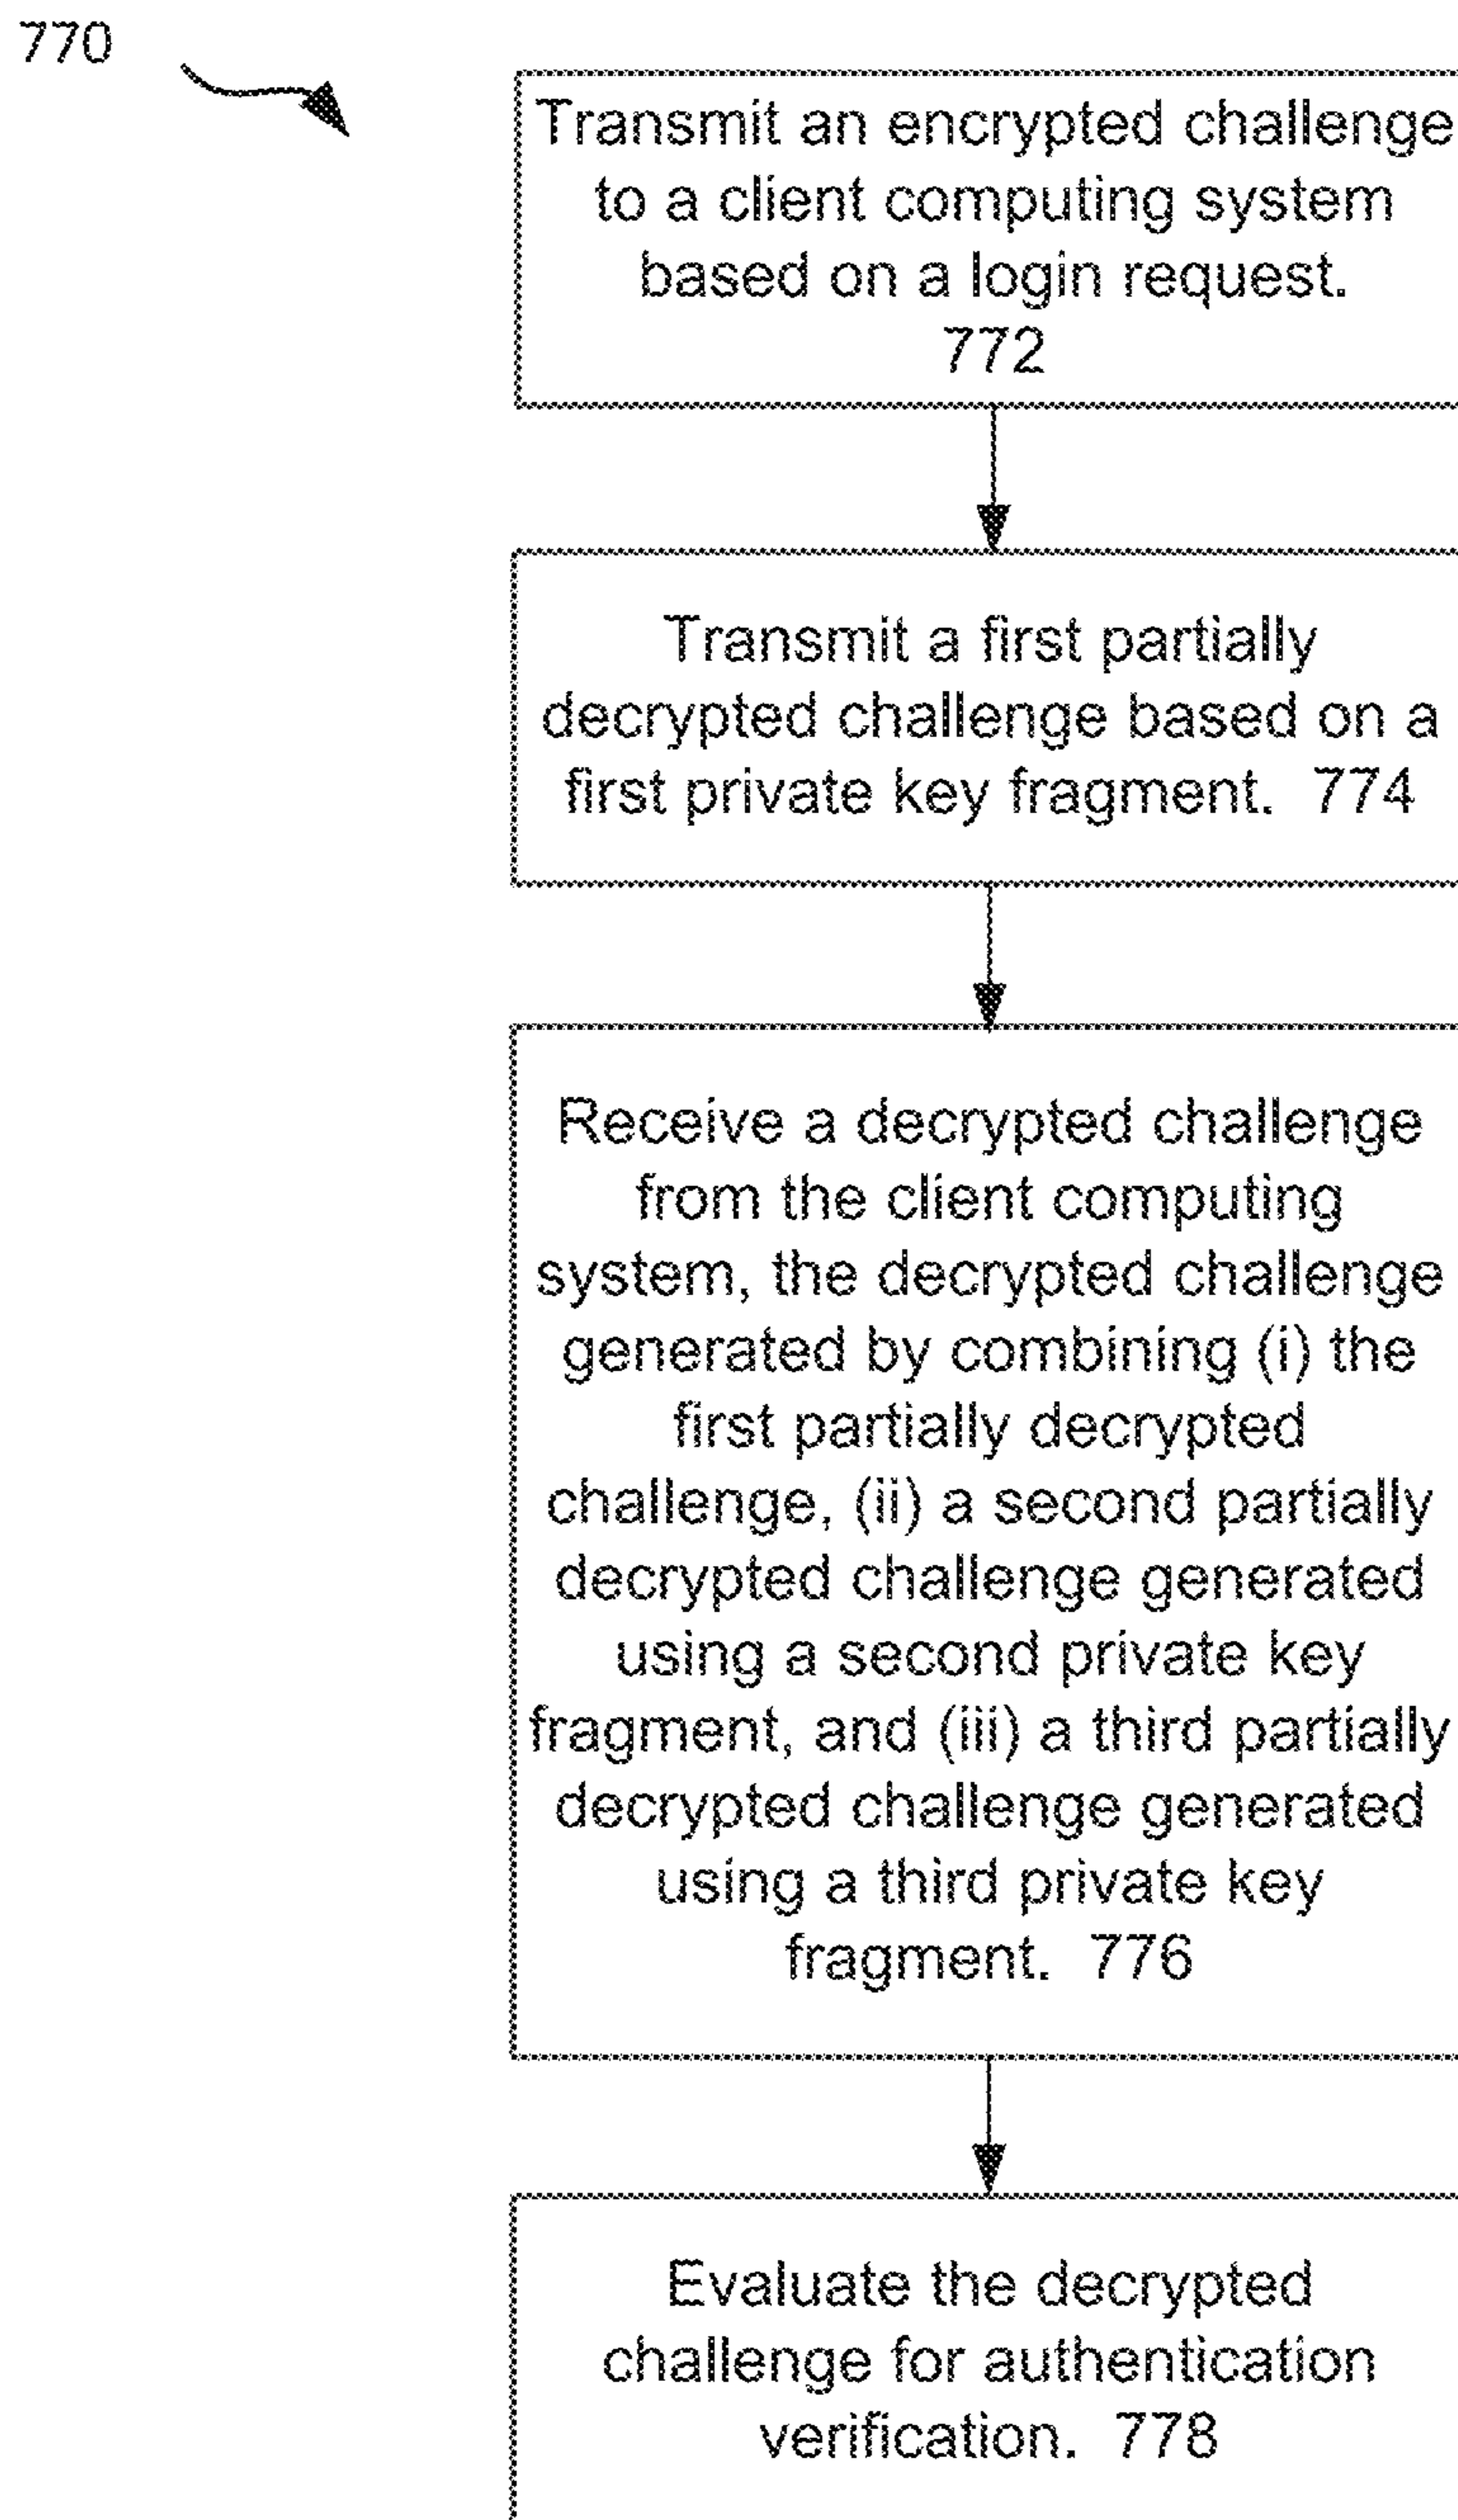 770
Transmit an encrypted challenge
to a client computing system
based on a login request.
772
Transmit a first partially
decrypted challenge based on a
first private key fragment. 774
Receive a decrypted challenge
from the client computing
system, the decrypted challenge
generated by combining (i) the
first partially decrypted
challenge, (ii) a second partially
decrypted challenge generated
using a second private key
fragment, and (iii) a third partially
decrypted challenge generated
using a third private key
fragment. 776
Evaluate the decrypted
challenge for authentication
verification. 778